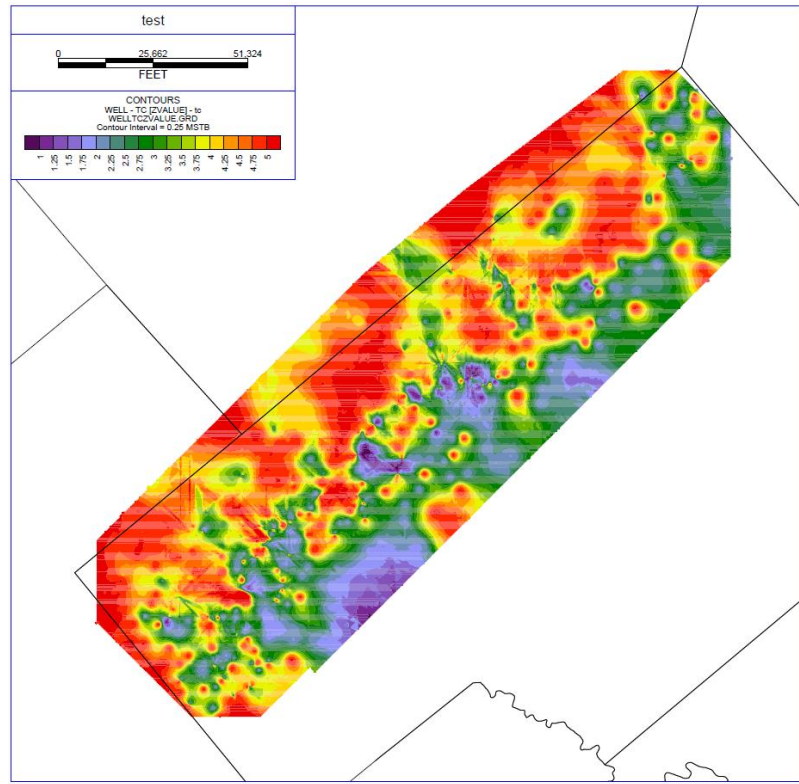 test
0 25,662 51,324
FEET
CONTOURS
WELL - TC [ZVALUE] - tc
WELLTCZVALUE.GRD
Contour Interval = 0.25 MSTB
1 1.25 1.5 1.75 2 2.25 2.5 2.75 3 3.25 3.5 3.75 4 4.25 4.5 4.75 5